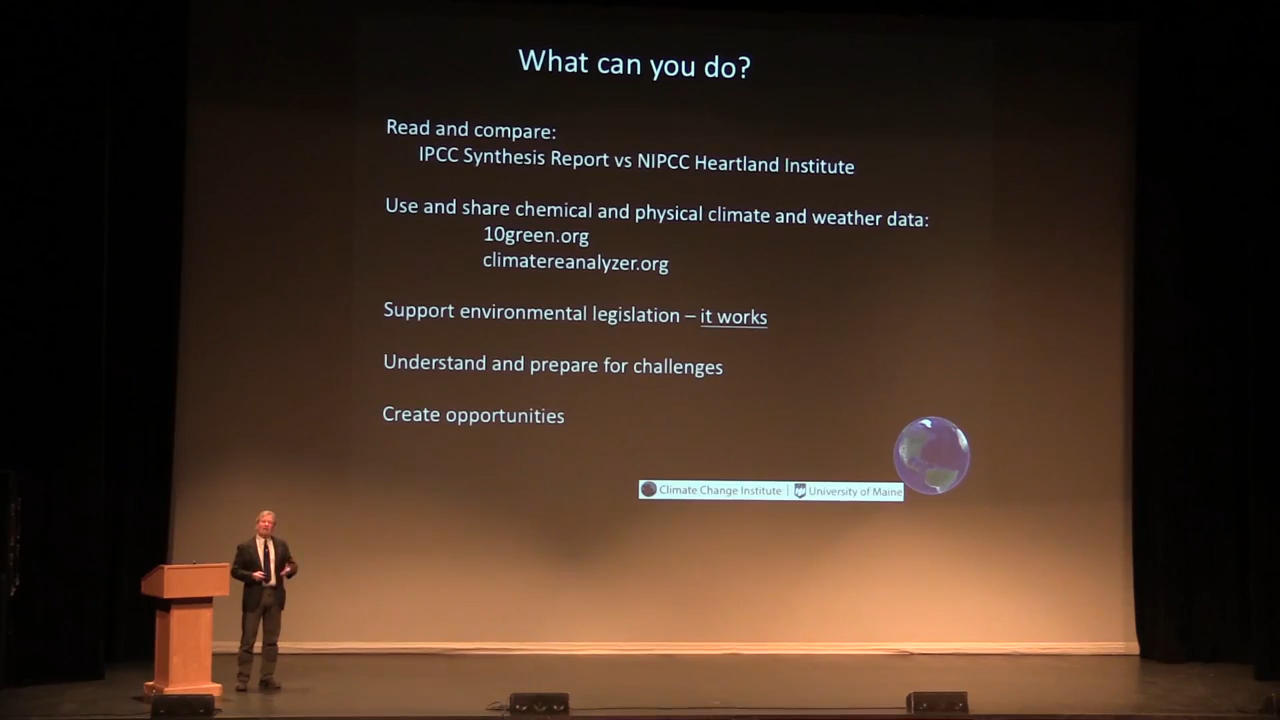 What can you do?
Read and compare:
IPCC Synthesis Report vs NIPCC Heartland Institute
Use and share chemical and physical climate and weather data:
10green.org
climatereanalyzer.org
Support environmental legislation – it works
Understand and prepare for challenges
Create opportunities
Climate Change Institute | University of Maine